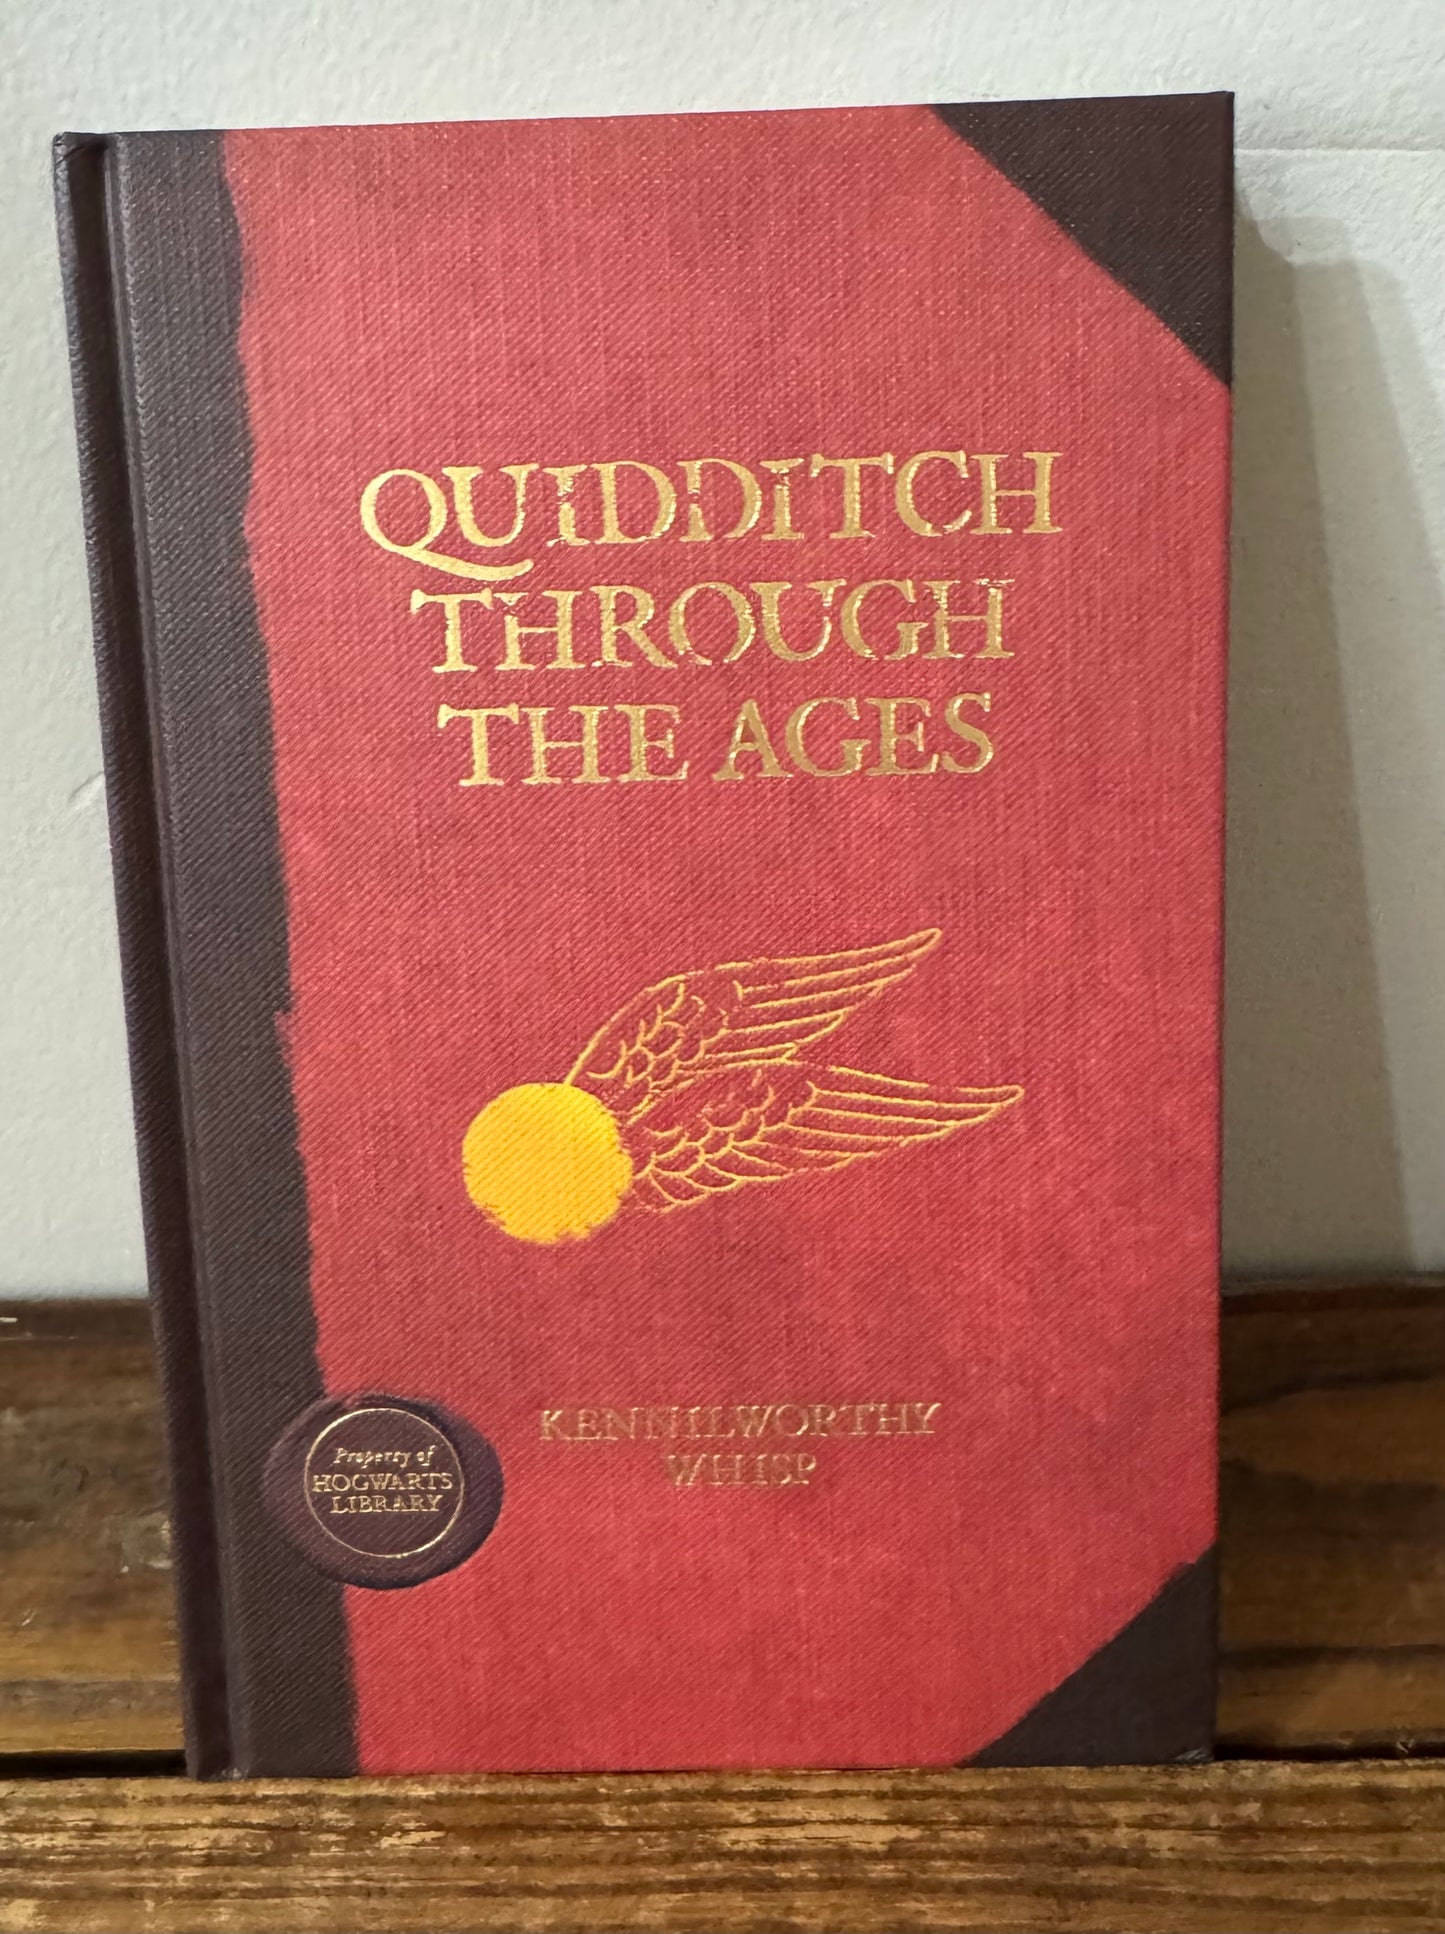 QUIDDITCH
THROUGH
THE AGES
KENNILWORTHY
WHISP
Property of
HOGWARTS
LIBRARY